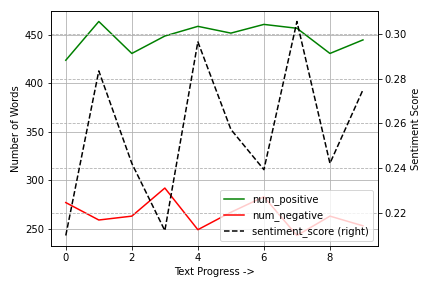 450
400
350
300
250
Number of Words
0.30
0.28
0.26
0.24
0.22
Sentiment Score
num_positive
num_negative
sentiment_score (right)
0 2 4 6 8
Text Progress ->